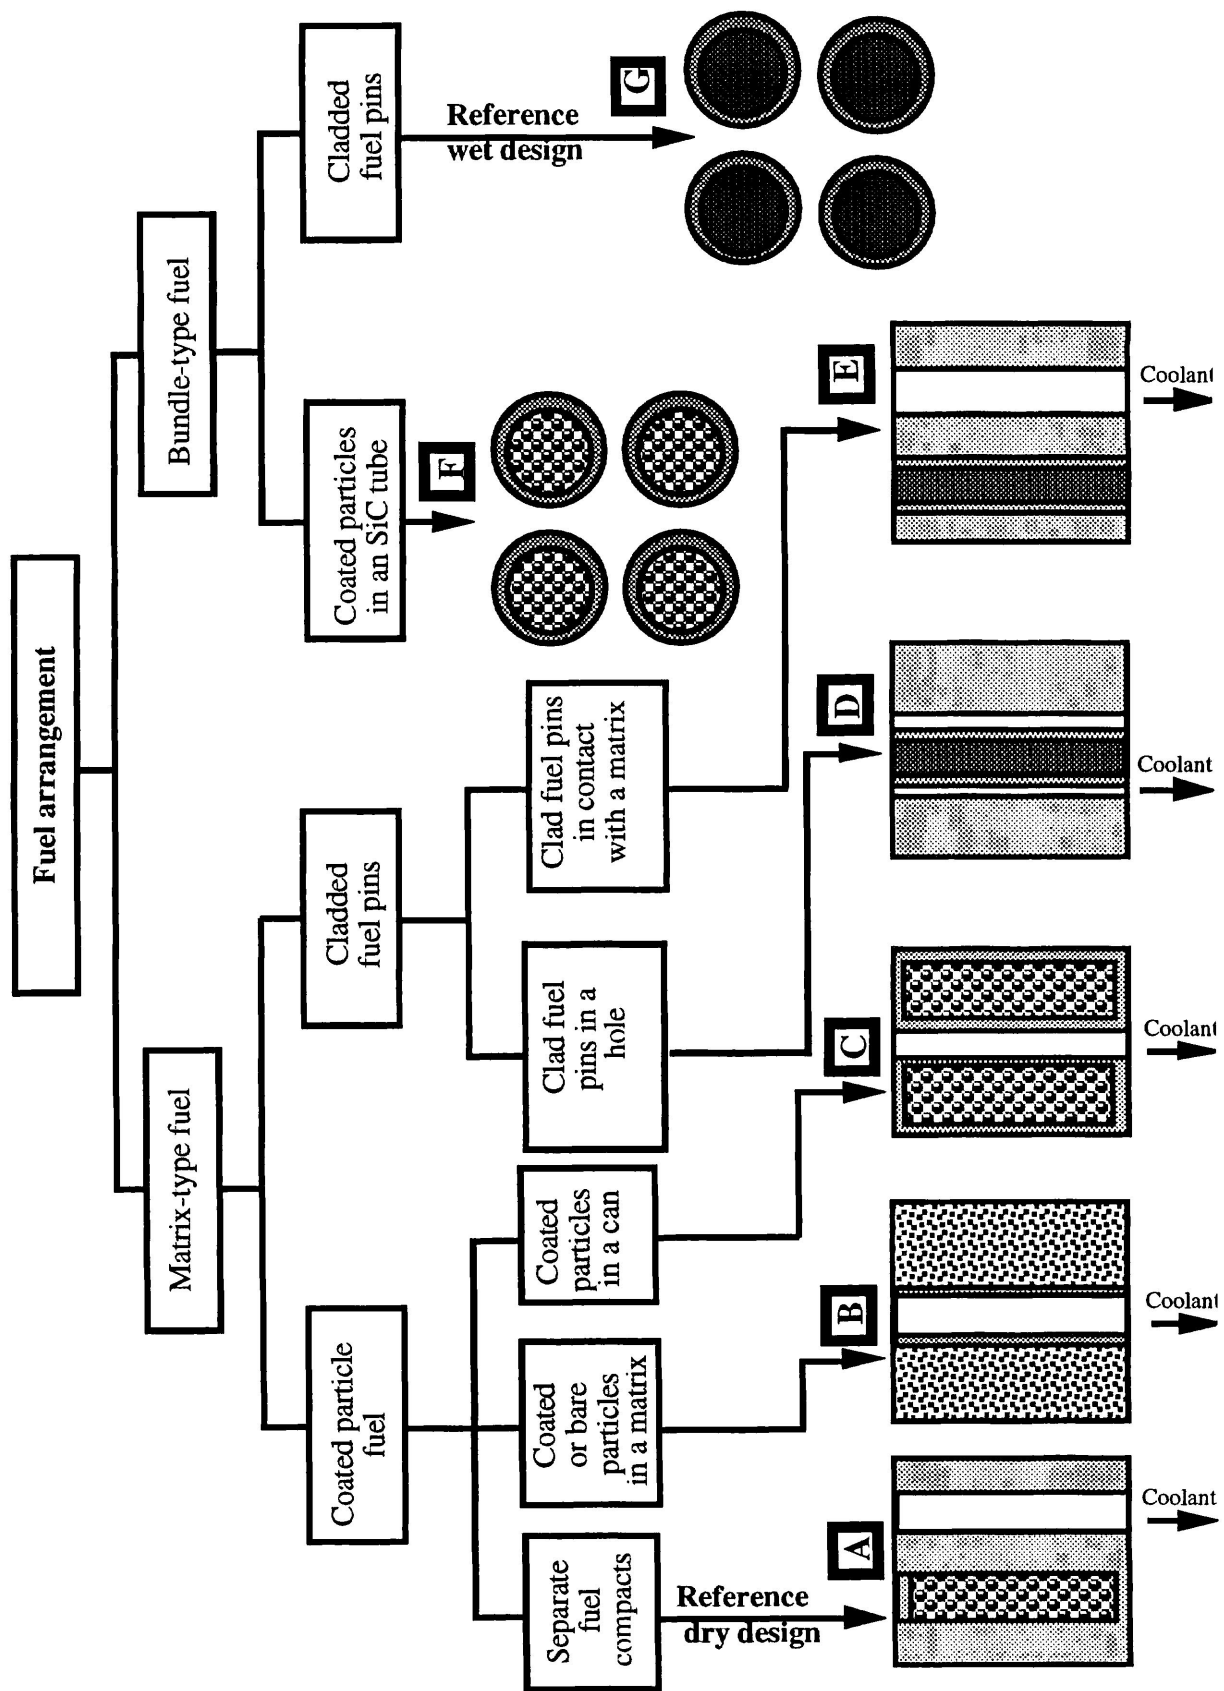 Fuel arrangement
Matrix-type fuel
Bundle-type fuel
Coated particle
fuel
Cladded
fuel pins
Coated particles
in an SiC tube
Cladded
fuel pins
Separate
fuel
compacts
Coated
or bare
particles
in a matrix
Coated
particles
in a can
Clad fuel
pins in a
hole
Clad fuel pins
in contact
with a matrix
F
Reference
wet design
G
Reference
dry design
A
B
C
D
E
Coolant
Coolant
Coolant
Coolant
Coolant